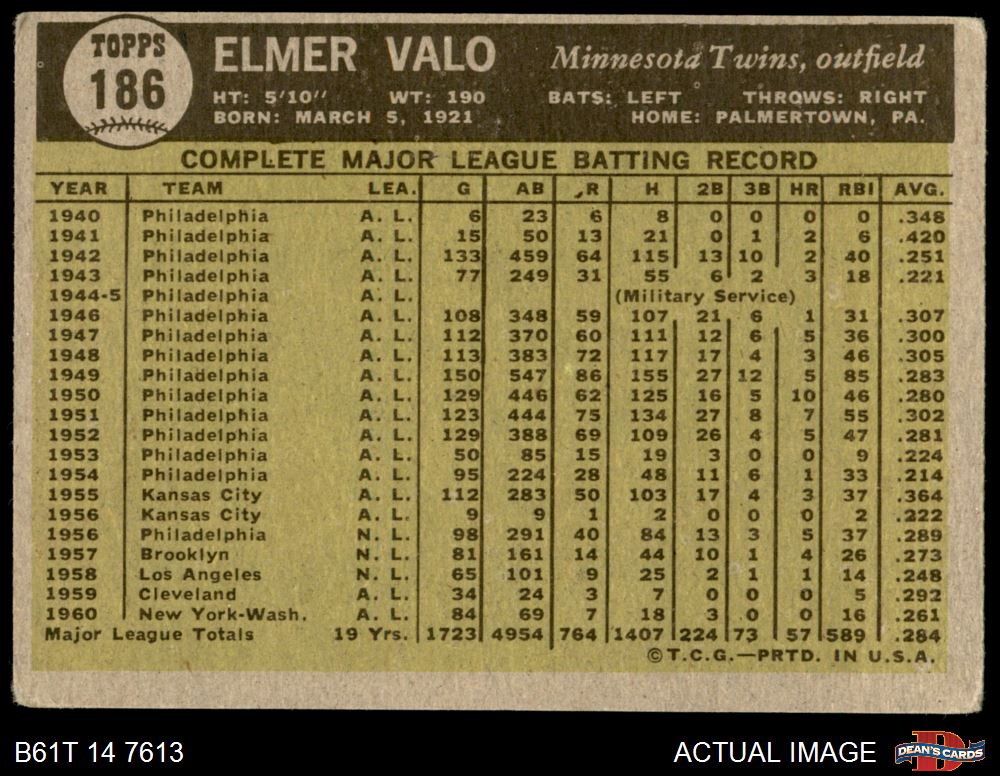 TOPPS
186
ELMER VALO Minnesota Twins, outfield
HT: 5'10" WT: 190 BATS: LEFT THROWS: RIGHT
BORN: MARCH 5, 1921 HOME: PALMERTOWN, PA.
COMPLETE MAJOR LEAGUE BATTING RECORD
YEAR TEAM LEA. G AB R H 2B 3B HR RBI AVG.
1940 Philadelphia A. L. 6 23 6 8 0 0 0 0 .348
1941 Philadelphia A. L. 15 50 13 21 0 1 2 6 .420
1942 Philadelphia A. L. 133 459 64 115 13 10 2 40 .251
1943 Philadelphia A. L. 77 249 31 55 6 2 3 18 .221
1944-5 Philadelphia A. L. (Military Service)
1946 Philadelphia A. L. 108 348 59 107 21 6 1 31 .307
1947 Philadelphia A. L. 112 370 60 111 12 6 5 36 .300
1948 Philadelphia A. L. 113 383 72 117 17 4 3 46 .305
1949 Philadelphia A. L. 150 547 86 155 27 12 5 85 .283
1950 Philadelphia A. L. 129 446 62 125 16 5 10 46 .280
1951 Philadelphia A. L. 123 444 75 134 27 8 7 55 .302
1952 Philadelphia A. L. 129 388 69 109 26 4 5 47 .281
1953 Philadelphia A. L. 50 85 15 19 3 0 0 9 .224
1954 Philadelphia A. L. 95 224 28 48 11 6 1 33 .214
1955 Kansas City A. L. 112 283 50 103 17 4 3 37 .364
1956 Kansas City A. L. 9 9 1 2 0 0 0 2 .222
1956 Philadelphia N. L. 98 291 40 84 13 3 5 37 .289
1957 Brooklyn N. L. 81 161 14 44 10 1 4 26 .273
1958 Los Angeles N. L. 65 101 9 25 2 1 1 14 .248
1959 Cleveland A. L. 34 24 3 7 0 0 0 5 .292
1960 New York-Wash. A. L. 84 69 7 18 3 0 0 16 .261
Major League Totals 19 Yrs. 1723 4954 764 1407 224 73 57 589 .284
©T.C.G.—PRTD. IN U.S.A.
B61T 14 7613 ACTUAL IMAGE DEAN'S CARDS